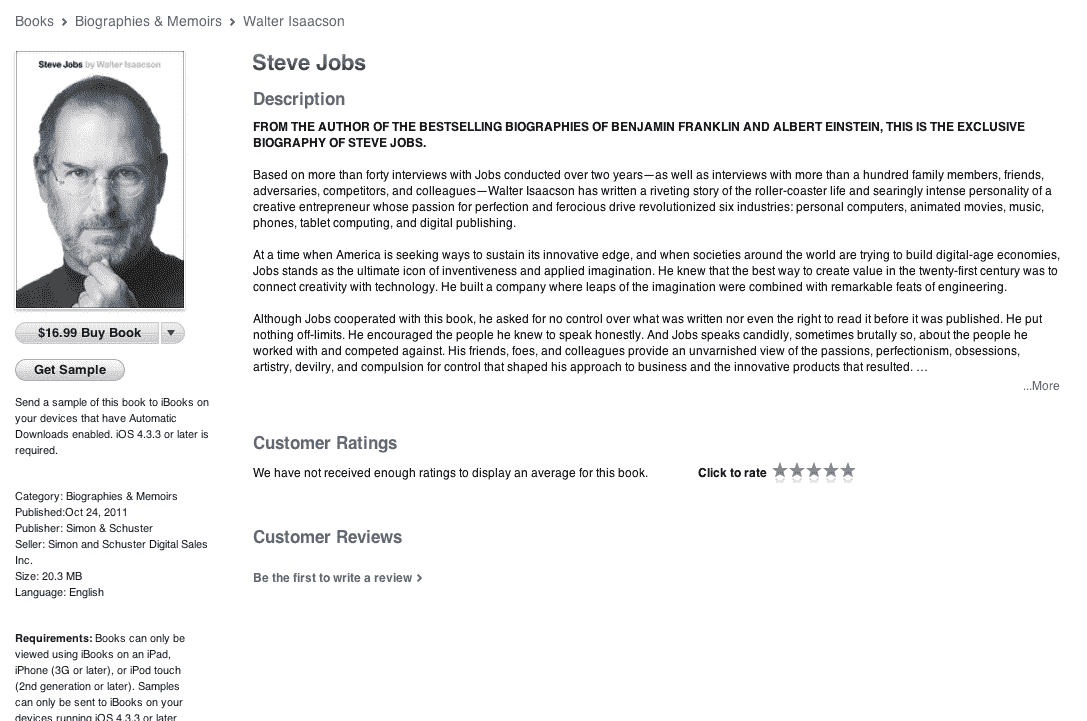 Books > Biographies & Memoirs > Walter Isaacson
Steve Jobs by Walter Isaacson
$16.99 Buy Book
Get Sample
Send a sample of this book to iBooks on
your devices that have Automatic
Downloads enabled. iOS 4.3.3 or later is
required.
Category: Biographies & Memoirs
Published:Oct 24, 2011
Publisher: Simon & Schuster
Seller: Simon and Schuster Digital Sales
Inc.
Size: 20.3 MB
Language: English
Requirements: Books can only be
viewed using iBooks on an iPad,
iPhone (3G or later), or iPod touch
(2nd generation or later). Samples
can only be sent to iBooks on your
devices running iOS 4.3.3 or later
Steve Jobs
Description
FROM THE AUTHOR OF THE BESTSELLING BIOGRAPHIES OF BENJAMIN FRANKLIN AND ALBERT EINSTEIN, THIS IS THE EXCLUSIVE
BIOGRAPHY OF STEVE JOBS.
Based on more than forty interviews with Jobs conducted over two years—as well as interviews with more than a hundred family members, friends,
adversaries, competitors, and colleagues—Walter Isaacson has written a riveting story of the roller-coaster life and searingly intense personality of a
creative entrepreneur whose passion for perfection and ferocious drive revolutionized six industries: personal computers, animated movies, music,
phones, tablet computing, and digital publishing.
At a time when America is seeking ways to sustain its innovative edge, and when societies around the world are trying to build digital-age economies,
Jobs stands as the ultimate icon of inventiveness and applied imagination. He knew that the best way to create value in the twenty-first century was to
connect creativity with technology. He built a company where leaps of the imagination were combined with remarkable feats of engineering.
Although Jobs cooperated with this book, he asked for no control over what was written nor even the right to read it before it was published. He put
nothing off-limits. He encouraged the people he knew to speak honestly. And Jobs speaks candidly, sometimes brutally so, about the people he
worked with and competed against. His friends, foes, and colleagues provide an unvarnished view of the passions, perfectionism, obsessions,
artistry, devilry, and compulsion for control that shaped his approach to business and the innovative products that resulted. …
...More
Customer Ratings
We have not received enough ratings to display an average for this book.
Click to rate
Customer Reviews
Be the first to write a review >